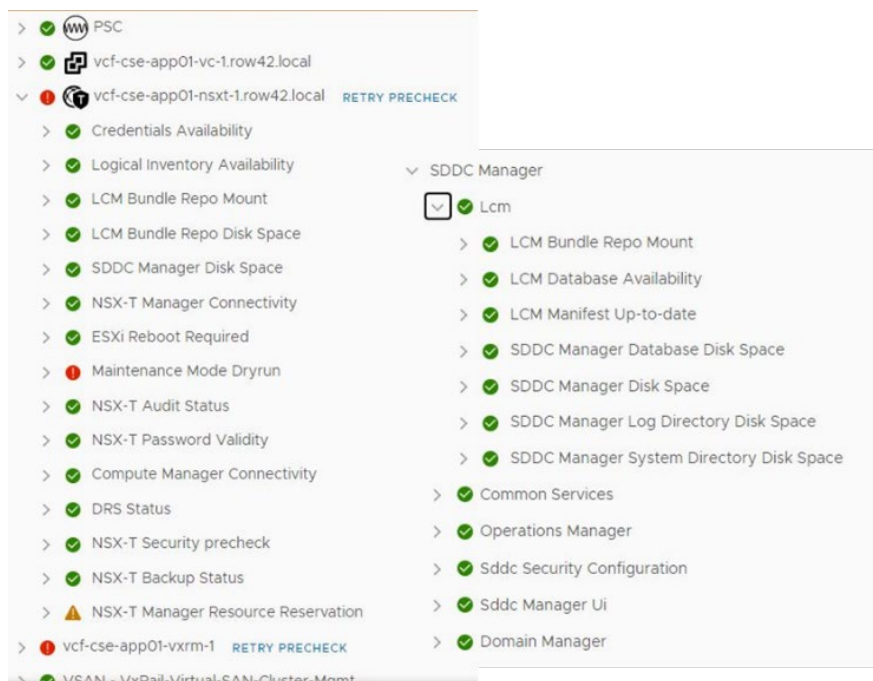 PSC
vcf-cse-app01-vc-1.row42.local
vcf-cse-app01-nsxt-1.row42.local RETRY PRECHECK
Credentials Availability
Logical Inventory Availability
LCM Bundle Repo Mount
LCM Bundle Repo Disk Space
SDDC Manager Disk Space
NSX-T Manager Connectivity
ESXi Reboot Required
Maintenance Mode Dryrun
NSX-T Audit Status
NSX-T Password Validity
Compute Manager Connectivity
DRS Status
NSX-T Security precheck
NSX-T Backup Status
NSX-T Manager Resource Reservation
vcf-cse-app01-vxrm-1 RETRY PRECHECK
VSAN - VxRail-Virtual-SAN-Cluster-Mgmt
SDDC Manager
Lcm
LCM Bundle Repo Mount
LCM Database Availability
LCM Manifest Up-to-date
SDDC Manager Database Disk Space
SDDC Manager Disk Space
SDDC Manager Log Directory Disk Space
SDDC Manager System Directory Disk Space
Common Services
Operations Manager
Sddc Security Configuration
Sddc Manager Ui
Domain Manager